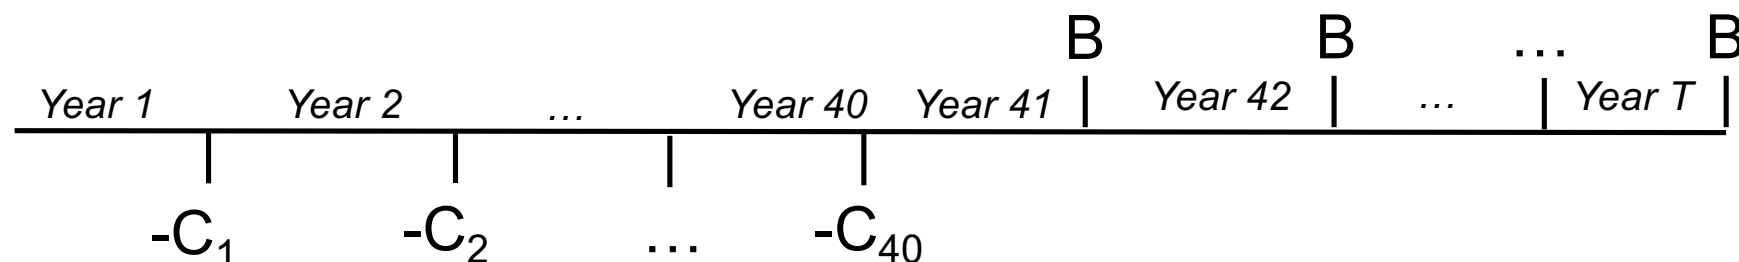 B B … B
Year 1 Year 2 … Year 40 Year 41 Year 42 … Year T
-C₁ -C₂ … -C₄₀